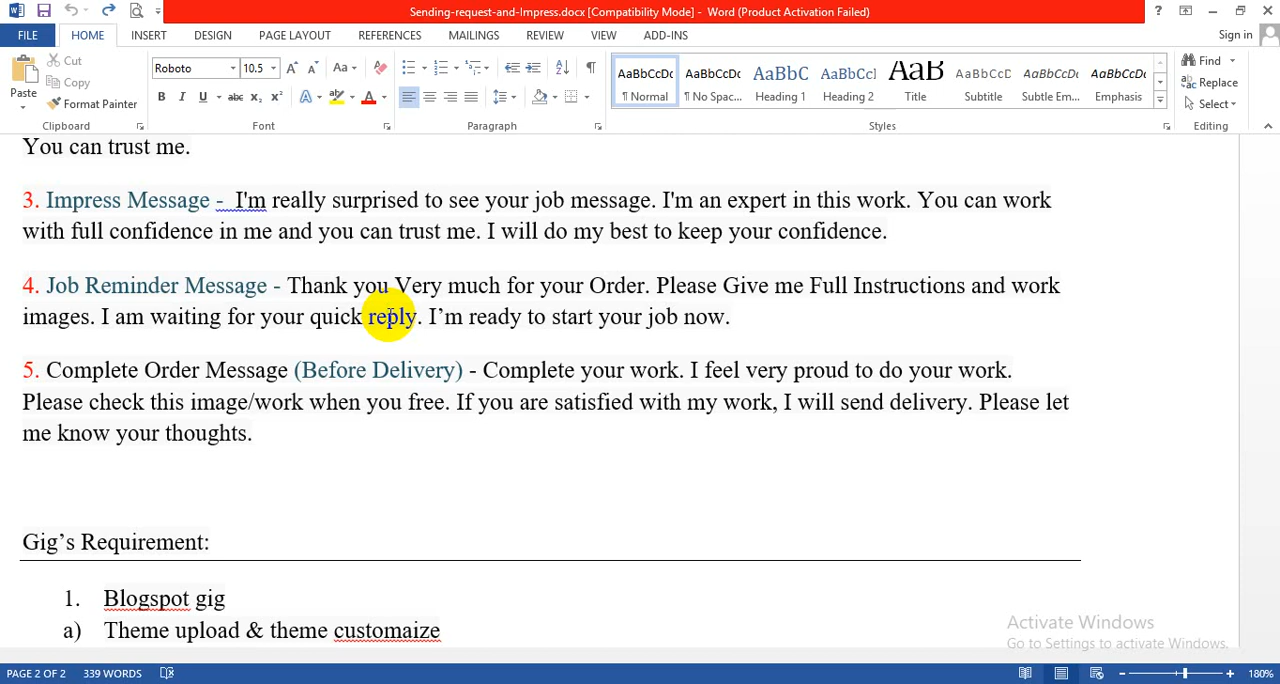 Sending-request-and-Impress.docx [Compatibility Mode] - Word (Product Activation Failed)
?
FILE HOME INSERT DESIGN PAGE LAYOUT REFERENCES MAILINGS REVIEW VIEW ADD-INS Sign in
Paste
Cut
Copy
Format Painter
Clipboard
Roboto 10.5
Font
Paragraph
AaBbCcDc AaBbCcDc AaBbC AaBbCcI AaB AaBbCcD AaBbCcDt AaBbCcDt
¶ Normal ¶ No Spac... Heading 1 Heading 2 Title Subtitle Subtle Em... Emphasis
Styles
Find
Replace
Select
Editing
You can trust me.
3. Impress Message - I'm really surprised to see your job message. I'm an expert in this work. You can work
with full confidence in me and you can trust me. I will do my best to keep your confidence.
4. Job Reminder Message - Thank you Very much for your Order. Please Give me Full Instructions and work
images. I am waiting for your quick reply. I’m ready to start your job now.
5. Complete Order Message (Before Delivery) - Complete your work. I feel very proud to do your work.
Please check this image/work when you free. If you are satisfied with my work, I will send delivery. Please let
me know your thoughts.
Gig’s Requirement:
1. Blogspot gig
a) Theme upload & theme customaize
Activate Windows
Go to Settings to activate Windows.
PAGE 2 OF 2 339 WORDS 180%